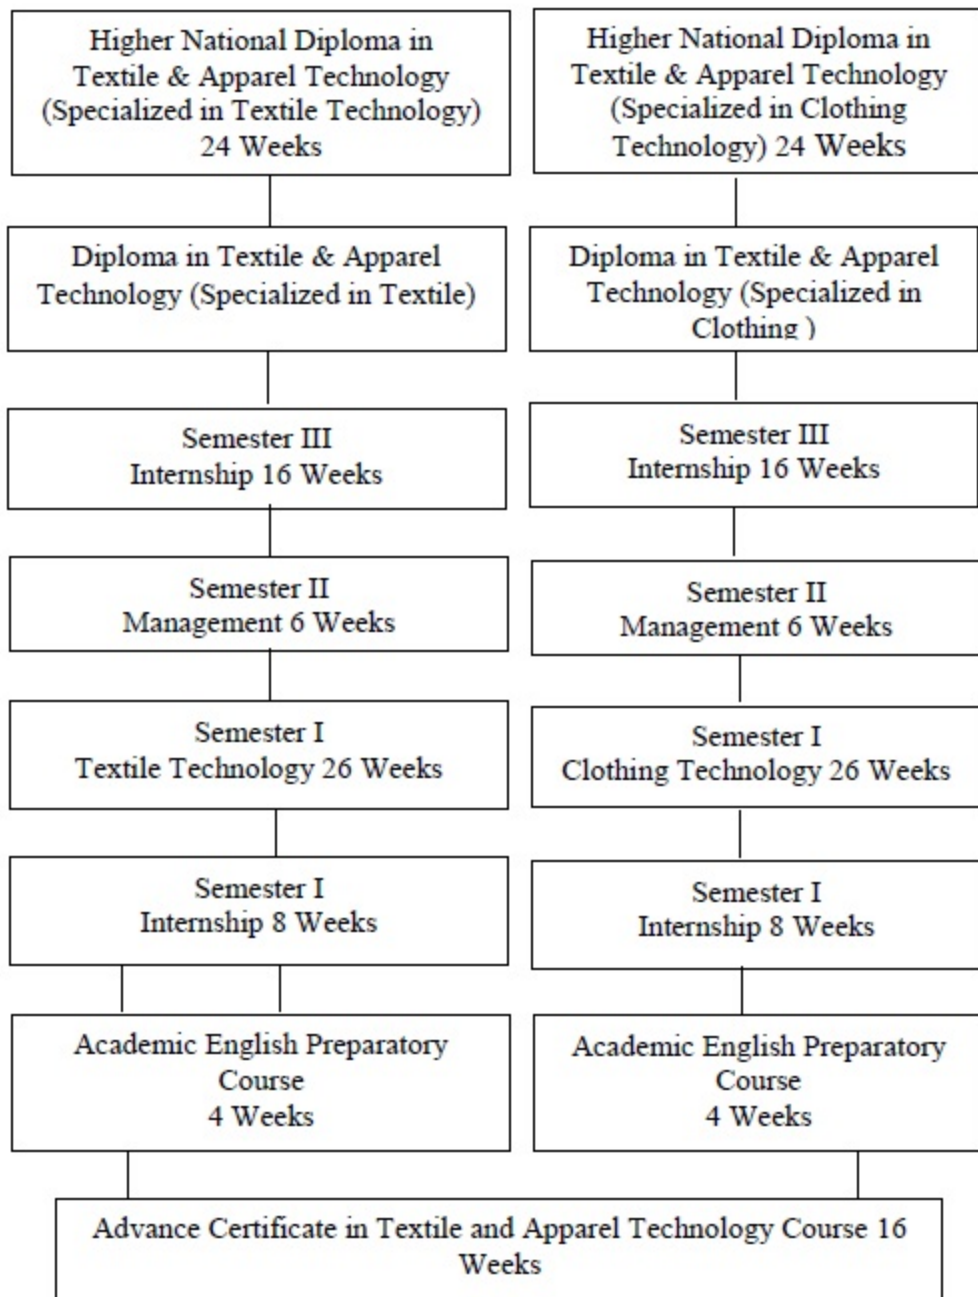 Higher National Diploma in
Textile & Apparel Technology
(Specialized in Textile Technology)
24 Weeks
Higher National Diploma in
Textile & Apparel Technology
(Specialized in Clothing
Technology) 24 Weeks
Diploma in Textile & Apparel
Technology (Specialized in Textile)
Diploma in Textile & Apparel
Technology (Specialized in
Clothing )
Semester III
Internship 16 Weeks
Semester III
Internship 16 Weeks
Semester II
Management 6 Weeks
Semester II
Management 6 Weeks
Semester I
Textile Technology 26 Weeks
Semester I
Clothing Technology 26 Weeks
Semester I
Internship 8 Weeks
Semester I
Internship 8 Weeks
Academic English Preparatory
Course
4 Weeks
Academic English Preparatory
Course
4 Weeks
Advance Certificate in Textile and Apparel Technology Course 16
Weeks